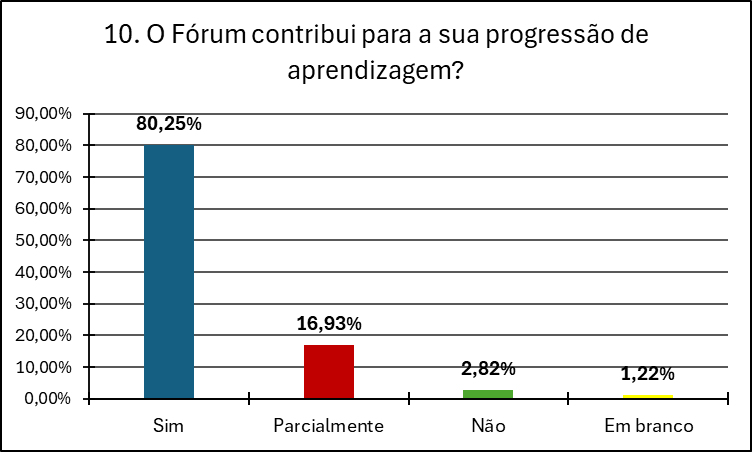 10. O Fórum contribui para a sua progressão de
aprendizagem?
90,00%
80,00%
70,00%
60,00%
50,00%
40,00%
30,00%
20,00%
10,00%
0,00%
80,25%
16,93%
2,82%
1,22%
Sim
Parcialmente
Não
Em branco